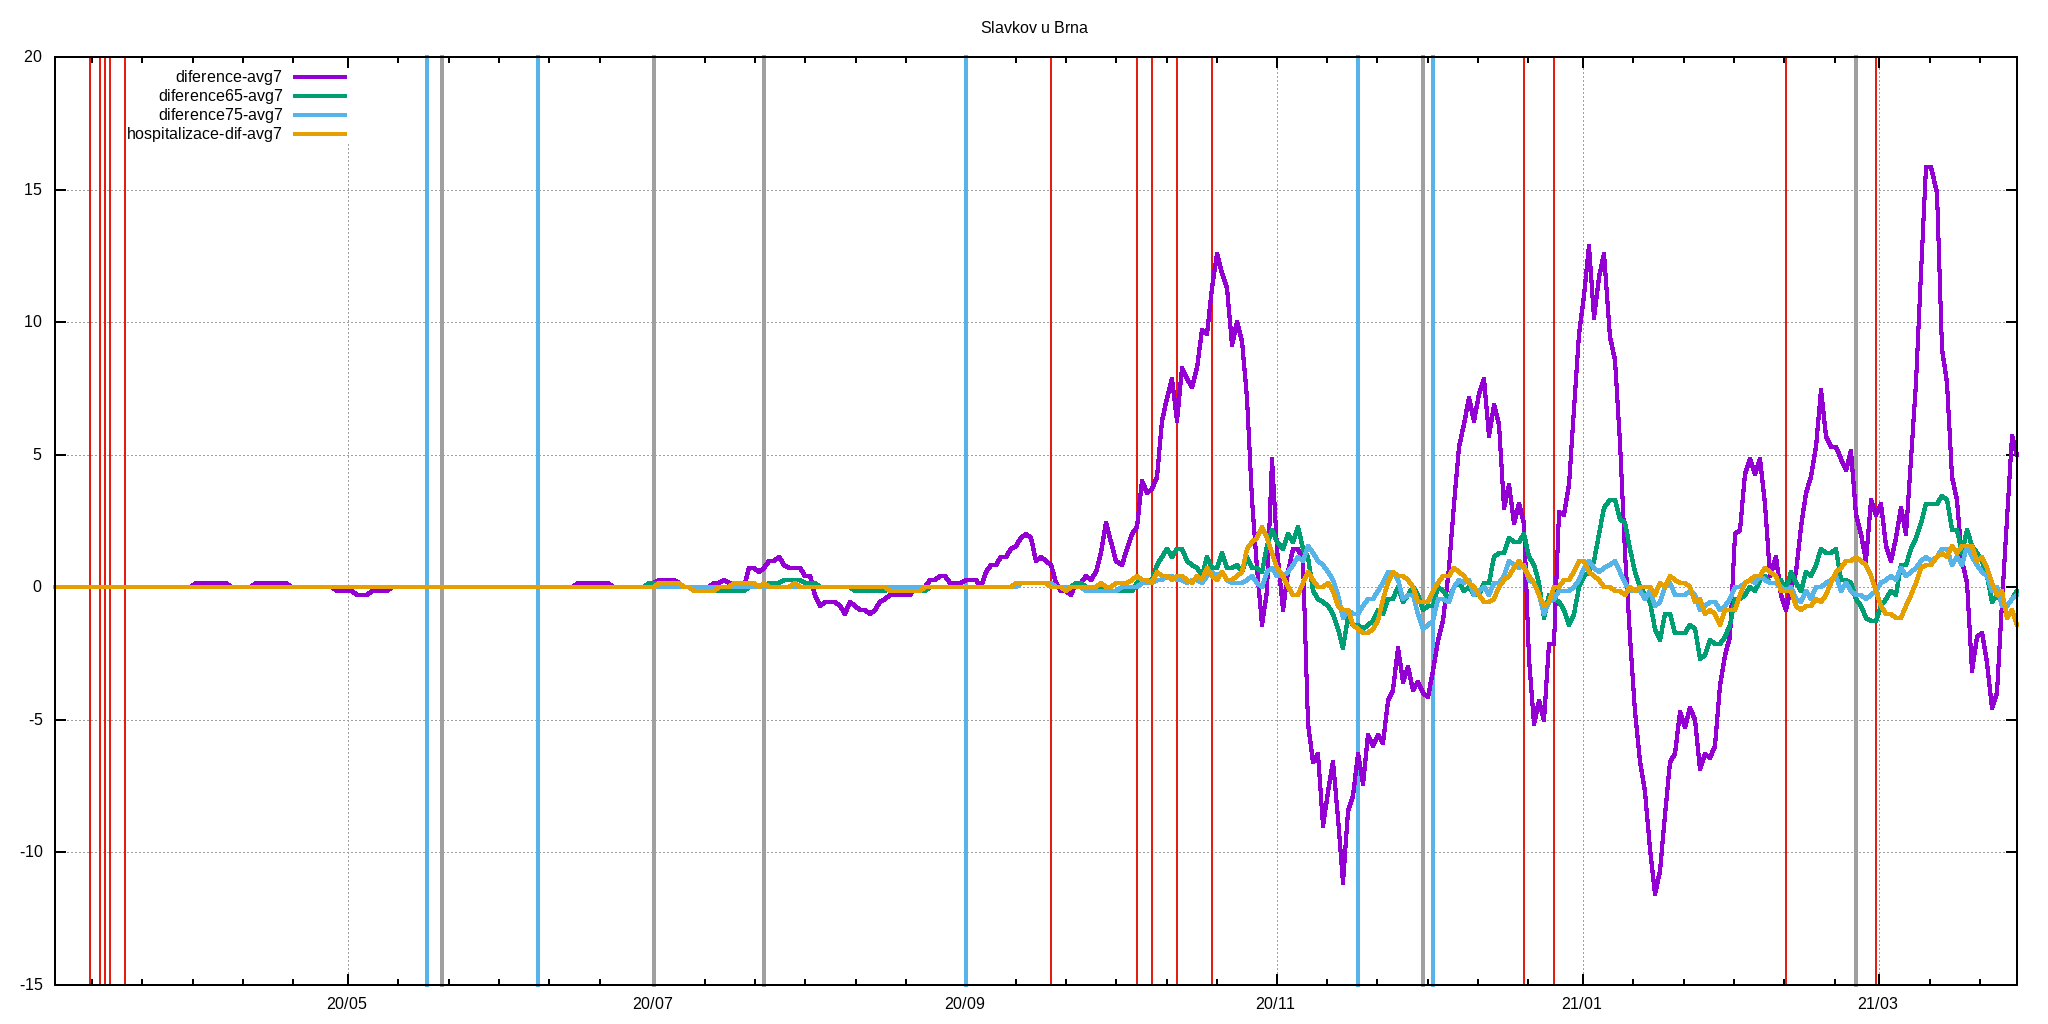 Slavkov u Brna
20
diference-avg7
diference65-avg7
diference75-avg7
hospitalizace-dif-avg7
15
10
5
0
-5
-10
-15
20/05 20/07 20/09 20/11 21/01 21/03